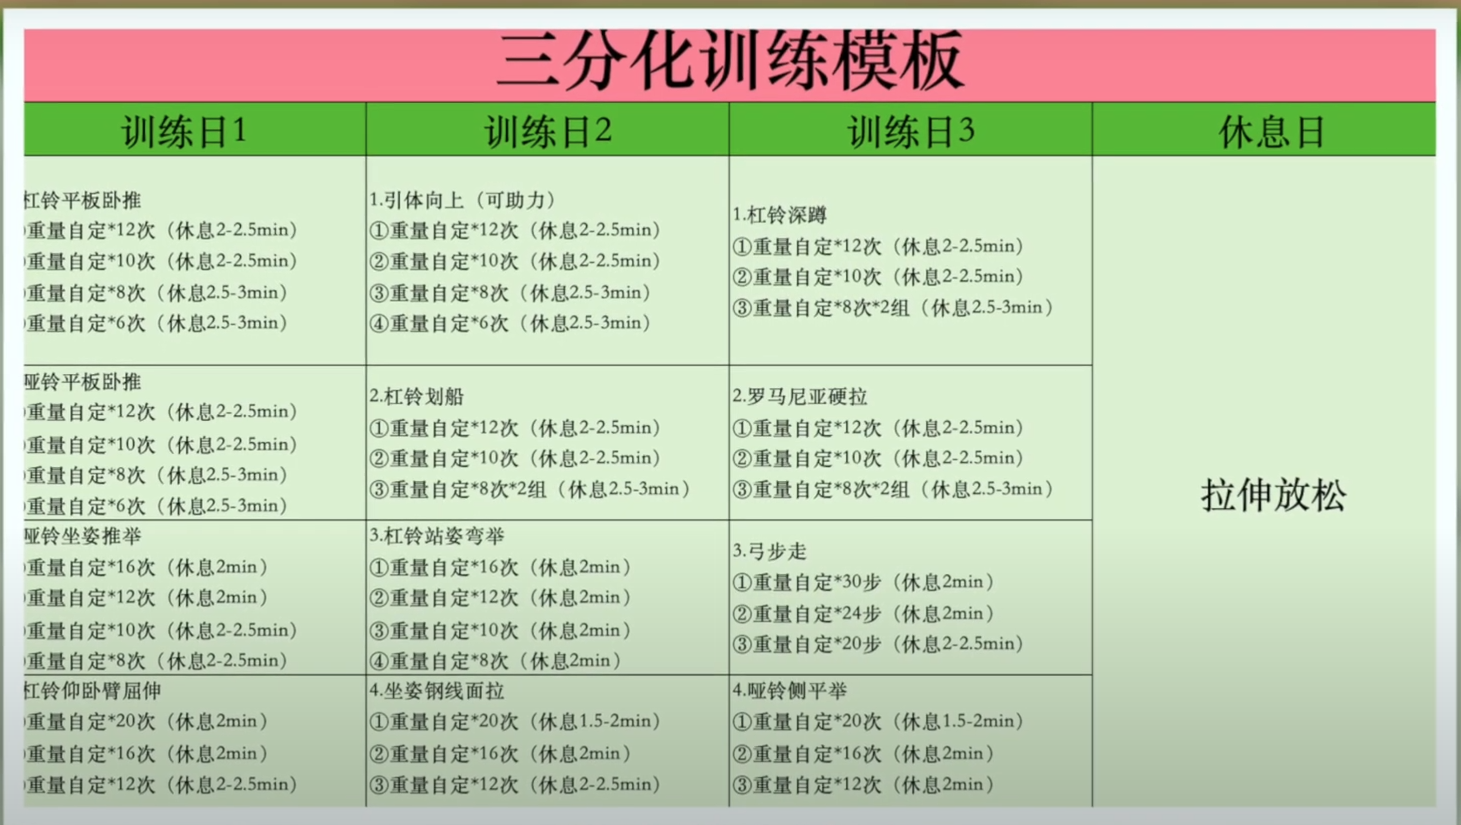 三分化训练模板
训练日1
训练日2
训练日3
休息日
杠铃平板卧推
重量自定*12次（休息2-2.5min）
重量自定*10次（休息2-2.5min）
重量自定*8次（休息2.5-3min）
重量自定*6次（休息2.5-3min）
哑铃平板卧推
重量自定*12次（休息2-2.5min）
重量自定*10次（休息2-2.5min）
重量自定*8次（休息2.5-3min）
重量自定*6次（休息2.5-3min）
哑铃坐姿推举
重量自定*16次（休息2min）
重量自定*12次（休息2min）
重量自定*10次（休息2-2.5min）
重量自定*8次（休息2-2.5min）
杠铃仰卧臂屈伸
重量自定*20次（休息2min）
重量自定*16次（休息2min）
重量自定*12次（休息2-2.5min）
1.引体向上（可助力）
①重量自定*12次（休息2-2.5min）
②重量自定*10次（休息2-2.5min）
③重量自定*8次（休息2.5-3min）
④重量自定*6次（休息2.5-3min）
2.杠铃划船
①重量自定*12次（休息2-2.5min）
②重量自定*10次（休息2-2.5min）
③重量自定*8次*2组（休息2.5-3min）
3.杠铃站姿弯举
①重量自定*16次（休息2min）
②重量自定*12次（休息2min）
③重量自定*10次（休息2min）
④重量自定*8次（休息2min）
4.坐姿钢线面拉
①重量自定*20次（休息1.5-2min）
②重量自定*16次（休息2min）
③重量自定*12次（休息2-2.5min）
1.杠铃深蹲
①重量自定*12次（休息2-2.5min）
②重量自定*10次（休息2-2.5min）
③重量自定*8次*2组（休息2.5-3min）
2.罗马尼亚硬拉
①重量自定*12次（休息2-2.5min）
②重量自定*10次（休息2-2.5min）
③重量自定*8次*2组（休息2.5-3min）
3.弓步走
①重量自定*30步（休息2min）
②重量自定*24步（休息2min）
③重量自定*20步（休息2-2.5min）
4.哑铃侧平举
①重量自定*20次（休息1.5-2min）
②重量自定*16次（休息2min）
③重量自定*12次（休息2min）
拉伸放松